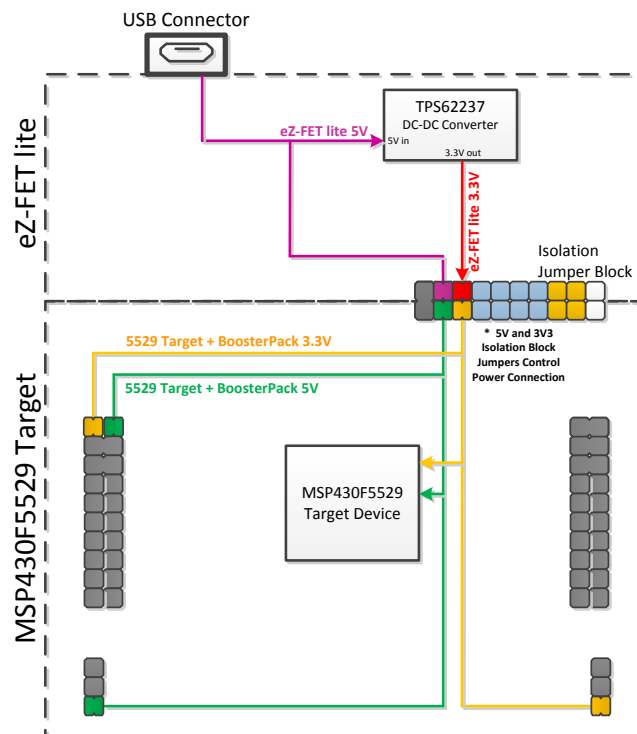 USB Connector
eZ-FET lite
TPS62237
DC-DC Converter
5V in
3.3V out
eZ-FET lite 5V
eZ-FET lite 3.3V
Isolation
Jumper Block
* 5V and 3V3
Isolation Block
Jumpers Control
Power Connection
MSP430F5529 Target
5529 Target + BoosterPack 3.3V
5529 Target + BoosterPack 5V
MSP430F5529
Target Device